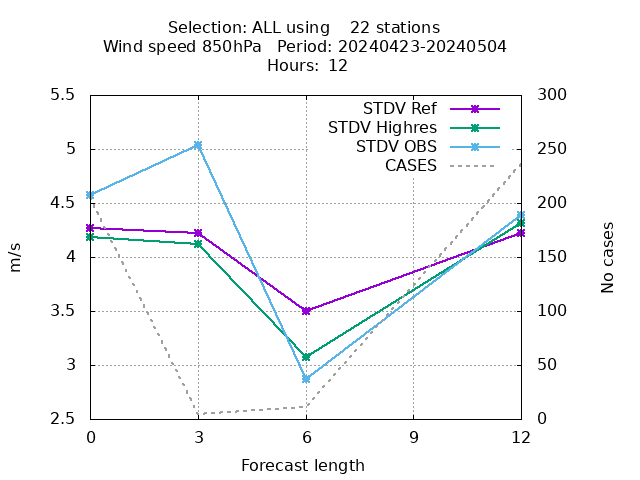 Selection: ALL using    22 stations
Wind speed 850hPa   Period: 20240423-20240504
Hours:  12
5.5
5
4.5
4
3.5
3
2.5
m/s
300
250
200
150
100
50
0
No cases
STDV Ref
STDV Highres
STDV OBS
CASES
0 3 6 9 12
Forecast length